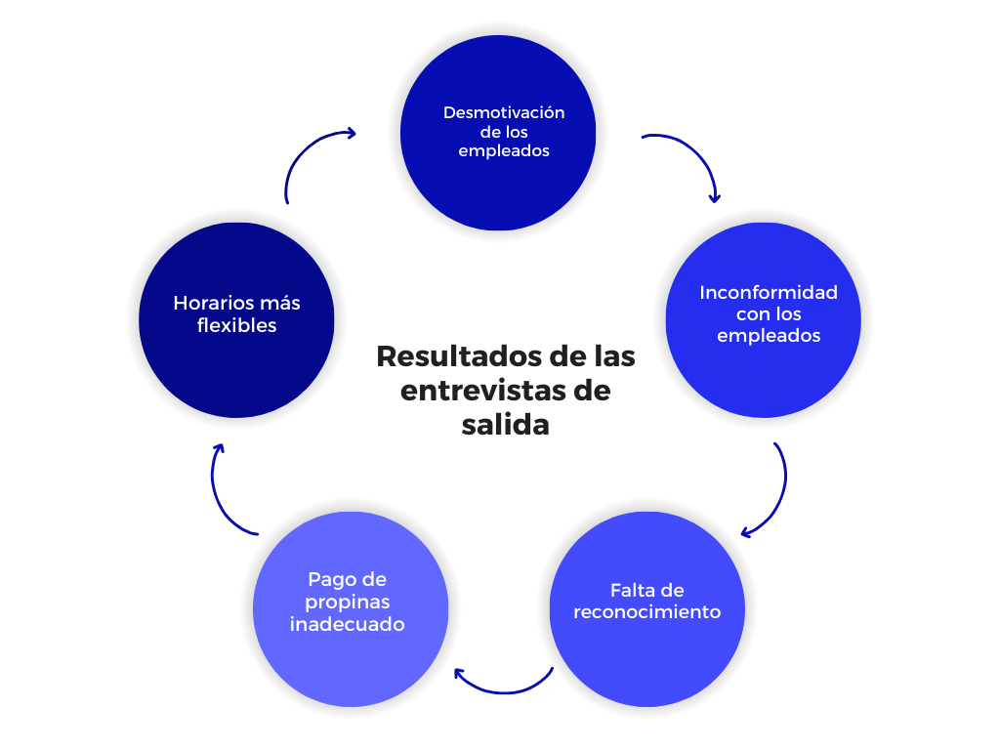 Desmotivación
de los
empleados
Inconformidad
con los
empleados
Falta de
reconocimiento
Pago de
propinas
inadecuado
Horarios más
flexibles
Resultados de las
entrevistas de
salida